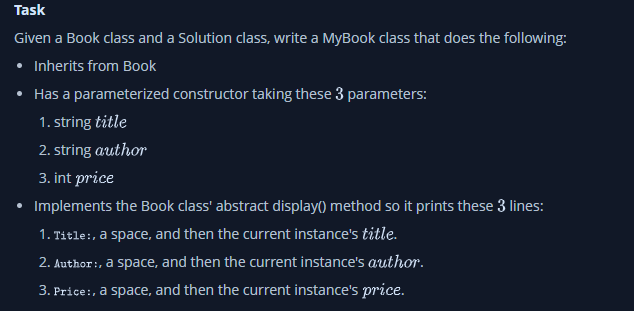 Task
Given a Book class and a Solution class, write a MyBook class that does the following:
• Inherits from Book
• Has a parameterized constructor taking these 3 parameters:
1. string title
2. string author
3. int price
• Implements the Book class' abstract display() method so it prints these 3 lines:
1. Title:, a space, and then the current instance's title.
2. Author:, a space, and then the current instance's author.
3. Price:, a space, and then the current instance's price.